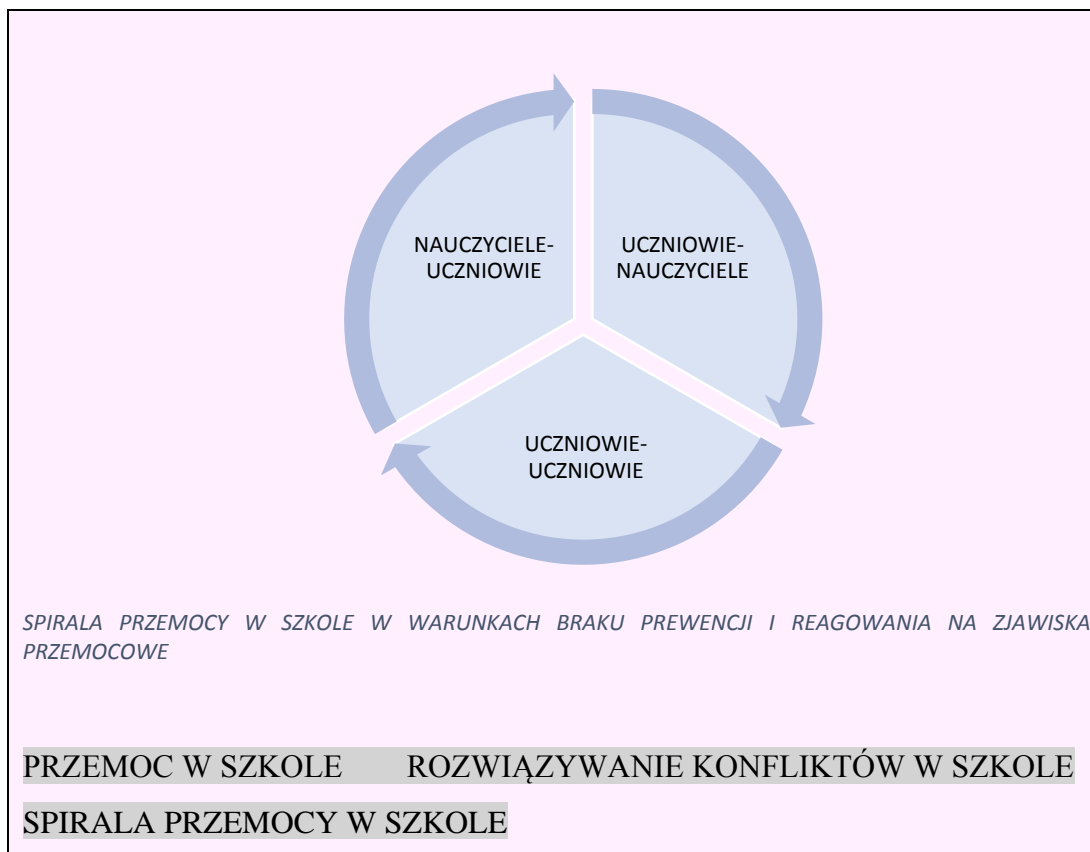 NAUCZYCIELE-
UCZNIOWIE
UCZNIOWIE-
NAUCZYCIELE
UCZNIOWIE-
UCZNIOWIE
SPIRALA PRZEMOCY W SZKOLE W WARUNKACH BRAKU PREWENCJI I REAGOWANIA NA ZJAWISKA
PRZEMOCOWE
PRZEMOC W SZKOLE ROZWIĄZYWANIE KONFLIKTÓW W SZKOLE
SPIRALA PRZEMOCY W SZKOLE